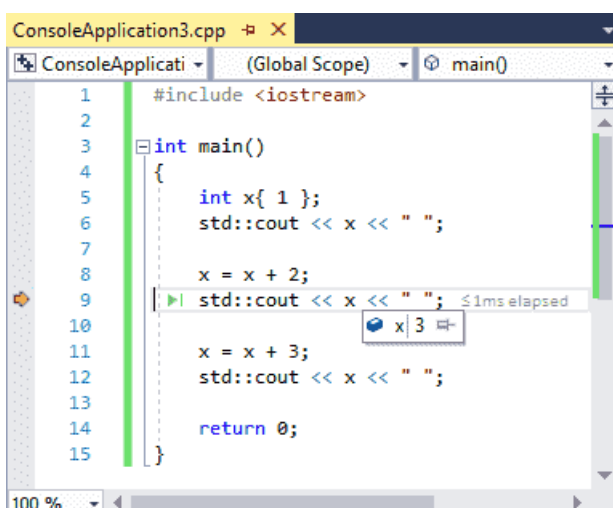 ConsoleApplication3.cpp
ConsoleApplicati (Global Scope) main()
1 #include <iostream>
2
3 int main()
4 {
5 int x{ 1 };
6 std::cout << x << " ";
7
8 x = x + 2;
9 std::cout << x << " "; ≤1ms elapsed
10 x 3
11 x = x + 3;
12 std::cout << x << " ";
13
14 return 0;
15 }
100 %